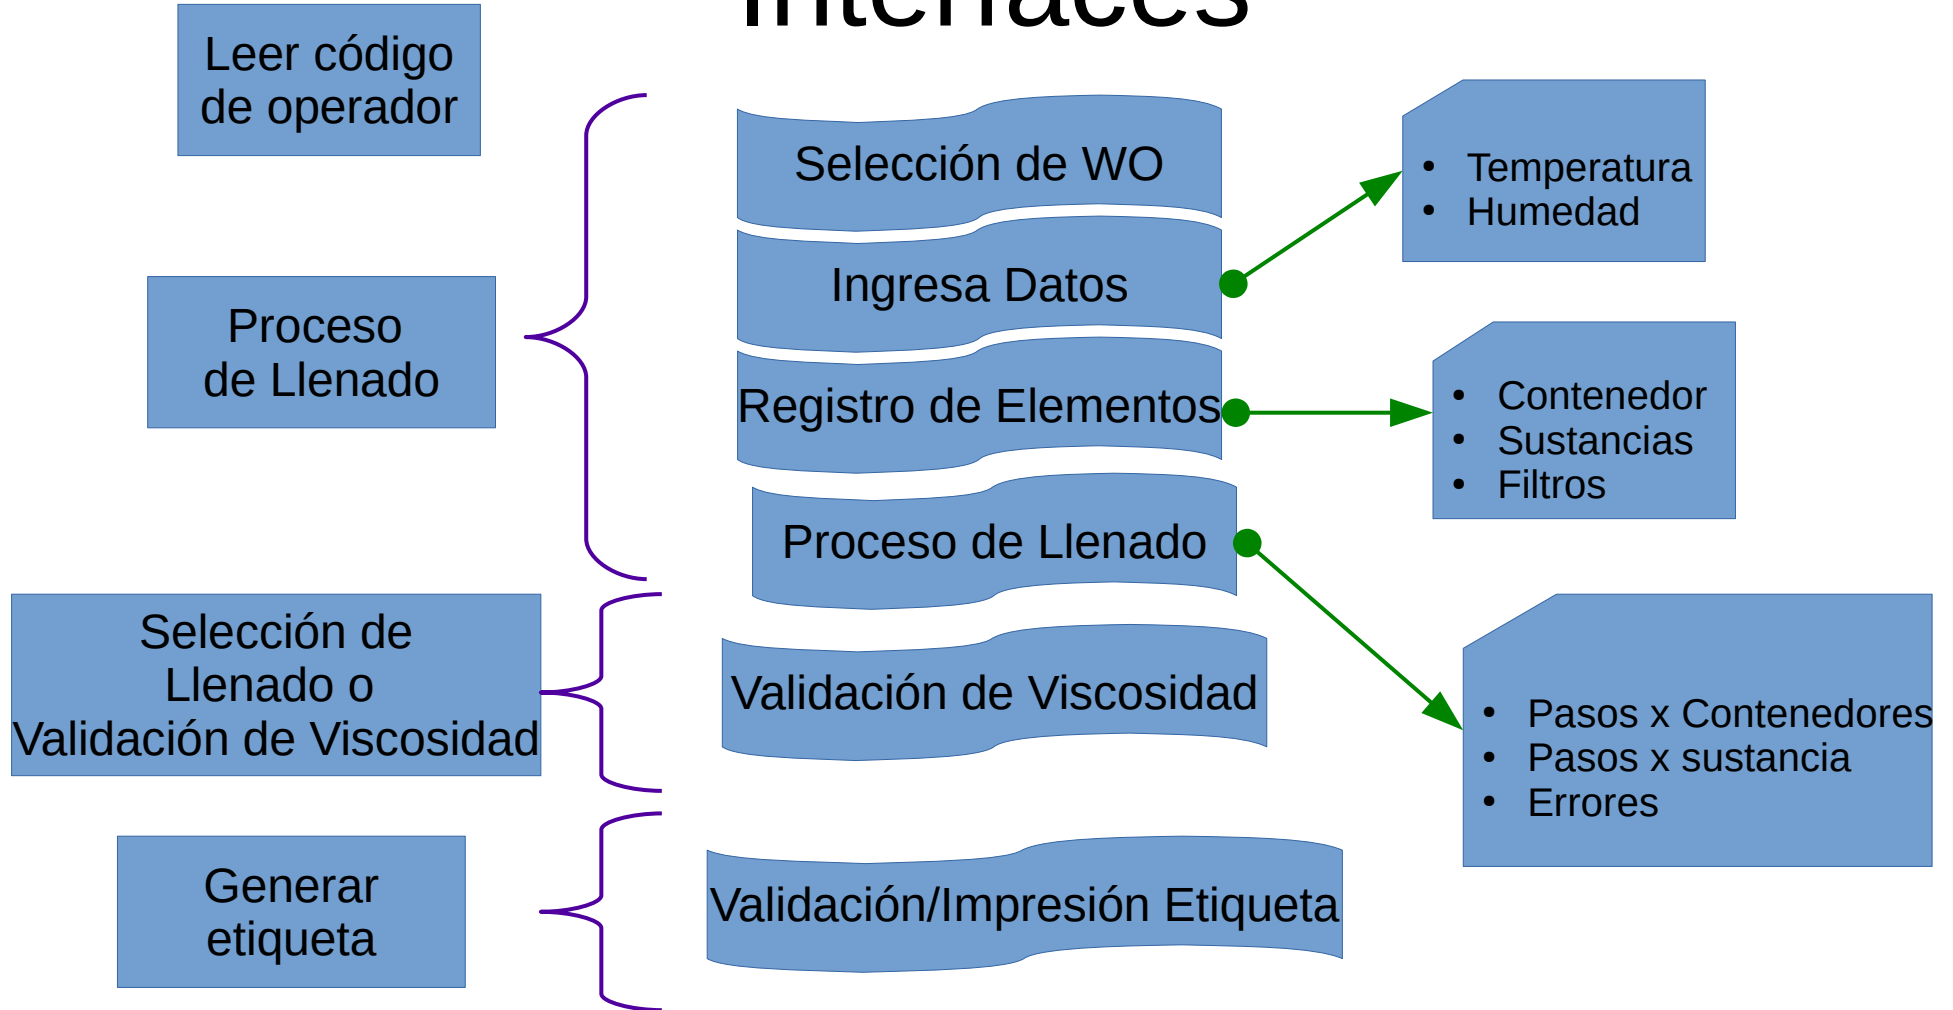 Interfaces
Leer código
de operador
Proceso
de Llenado
Selección de
Llenado o
Validación de Viscosidad
Generar
etiqueta
Selección de WO
Ingresa Datos
Registro de Elementos
Proceso de Llenado
Validación de Viscosidad
Validación/Impresión Etiqueta
• Temperatura
• Humedad
• Contenedor
• Sustancias
• Filtros
• Pasos x Contenedores
• Pasos x sustancia
• Errores